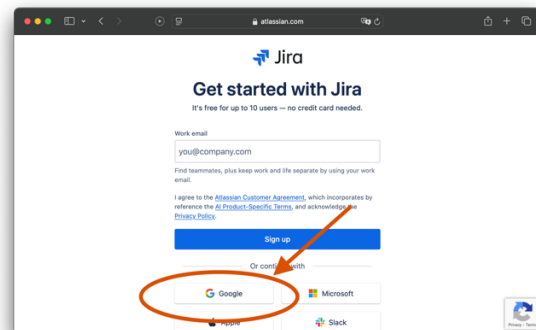 atlassian.com
Jira
Get started with Jira
It's free for up to 10 users — no credit card needed.
Work email
you@company.com
Find teammates, plus keep work and life separate by using your work
email.
I agree to the Atlassian Customer Agreement, which incorporates by
reference the AI Product-Specific Terms, and acknowledge the
Privacy Policy.
Sign up
Or continue with
Google
Microsoft
Apple
Slack
Privacy - Terms